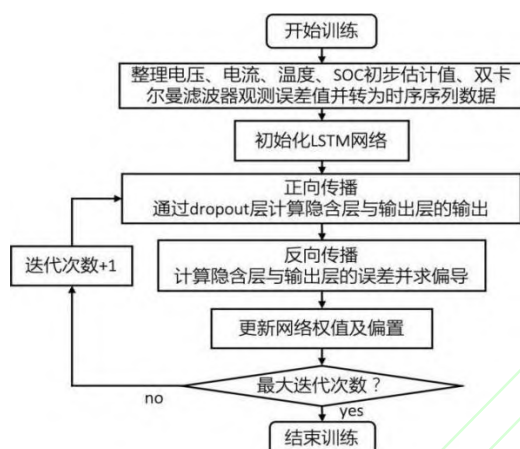 开始训练
整理电压、电流、温度、SOC初步估计值、双卡
尔曼滤波器观测误差值并转为时序序列数据
初始化LSTM网络
正向传播
通过dropout层计算隐含层与输出层的输出
反向传播
计算隐含层与输出层的误差并求偏导
迭代次数+1
更新网络权值及偏置
最大迭代次数？
no
yes
结束训练